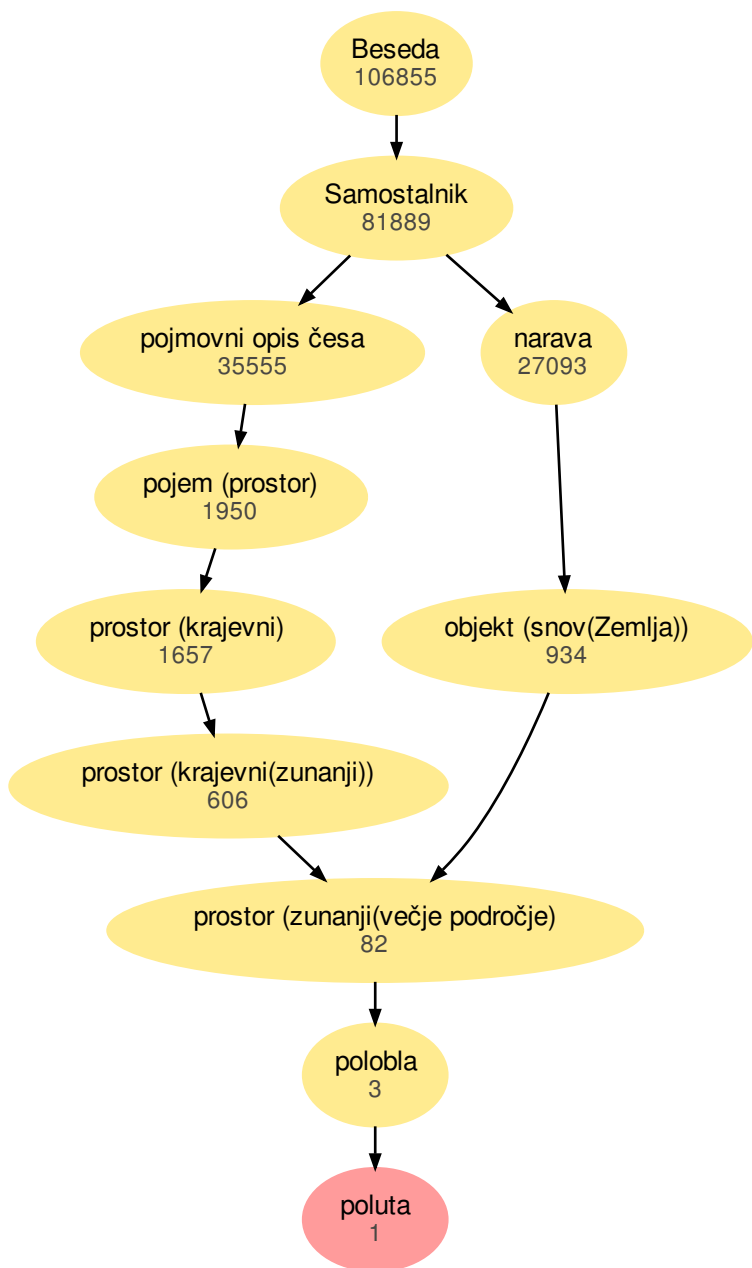 Beseda
106855
Samostalnik
81889
pojmovni opis česa
35555
narava
27093
pojem (prostor)
1950
prostor (krajevni)
1657
objekt (snov(Zemlja))
934
prostor (krajevni(zunanji))
606
prostor (zunanji(večje področje)
82
polobla
3
poluta
1